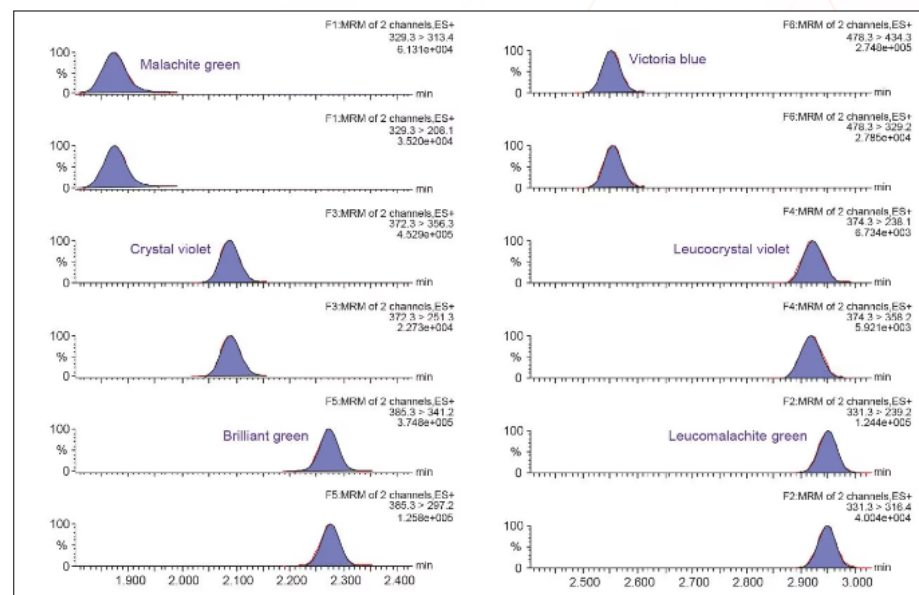 F1:MRM of 2 channels,ES+
329.3 > 313.4
6.131e+004
100
%
0
Malachite green
min
F1:MRM of 2 channels,ES+
329.3 > 208.1
3.520e+004
100
%
0
min
F3:MRM of 2 channels,ES+
372.3 > 356.3
4.529e+005
100
%
0
Crystal violet
min
F3:MRM of 2 channels,ES+
372.3 > 251.3
2.273e+004
100
%
0
min
F5:MRM of 2 channels,ES+
385.3 > 341.2
3.748e+005
100
%
0
Brilliant green
min
F5:MRM of 2 channels,ES+
385.3 > 297.2
1.258e+005
100
%
0
min
1.900 2.000 2.100 2.200 2.300 2.400
F6:MRM of 2 channels,ES+
478.3 > 434.3
2.748e+005
100
%
0
Victoria blue
min
F6:MRM of 2 channels,ES+
478.3 > 329.2
2.785e+004
100
%
0
min
F4:MRM of 2 channels,ES+
374.3 > 238.1
6.734e+003
100
%
0
Leucocrystal violet
min
F4:MRM of 2 channels,ES+
374.3 > 358.2
5.921e+003
100
%
0
min
F2:MRM of 2 channels,ES+
331.3 > 239.2
1.244e+005
100
%
0
Leucomalachite green
min
F2:MRM of 2 channels,ES+
331.3 > 316.4
4.004e+004
100
%
0
min
2.500 2.600 2.700 2.800 2.900 3.000